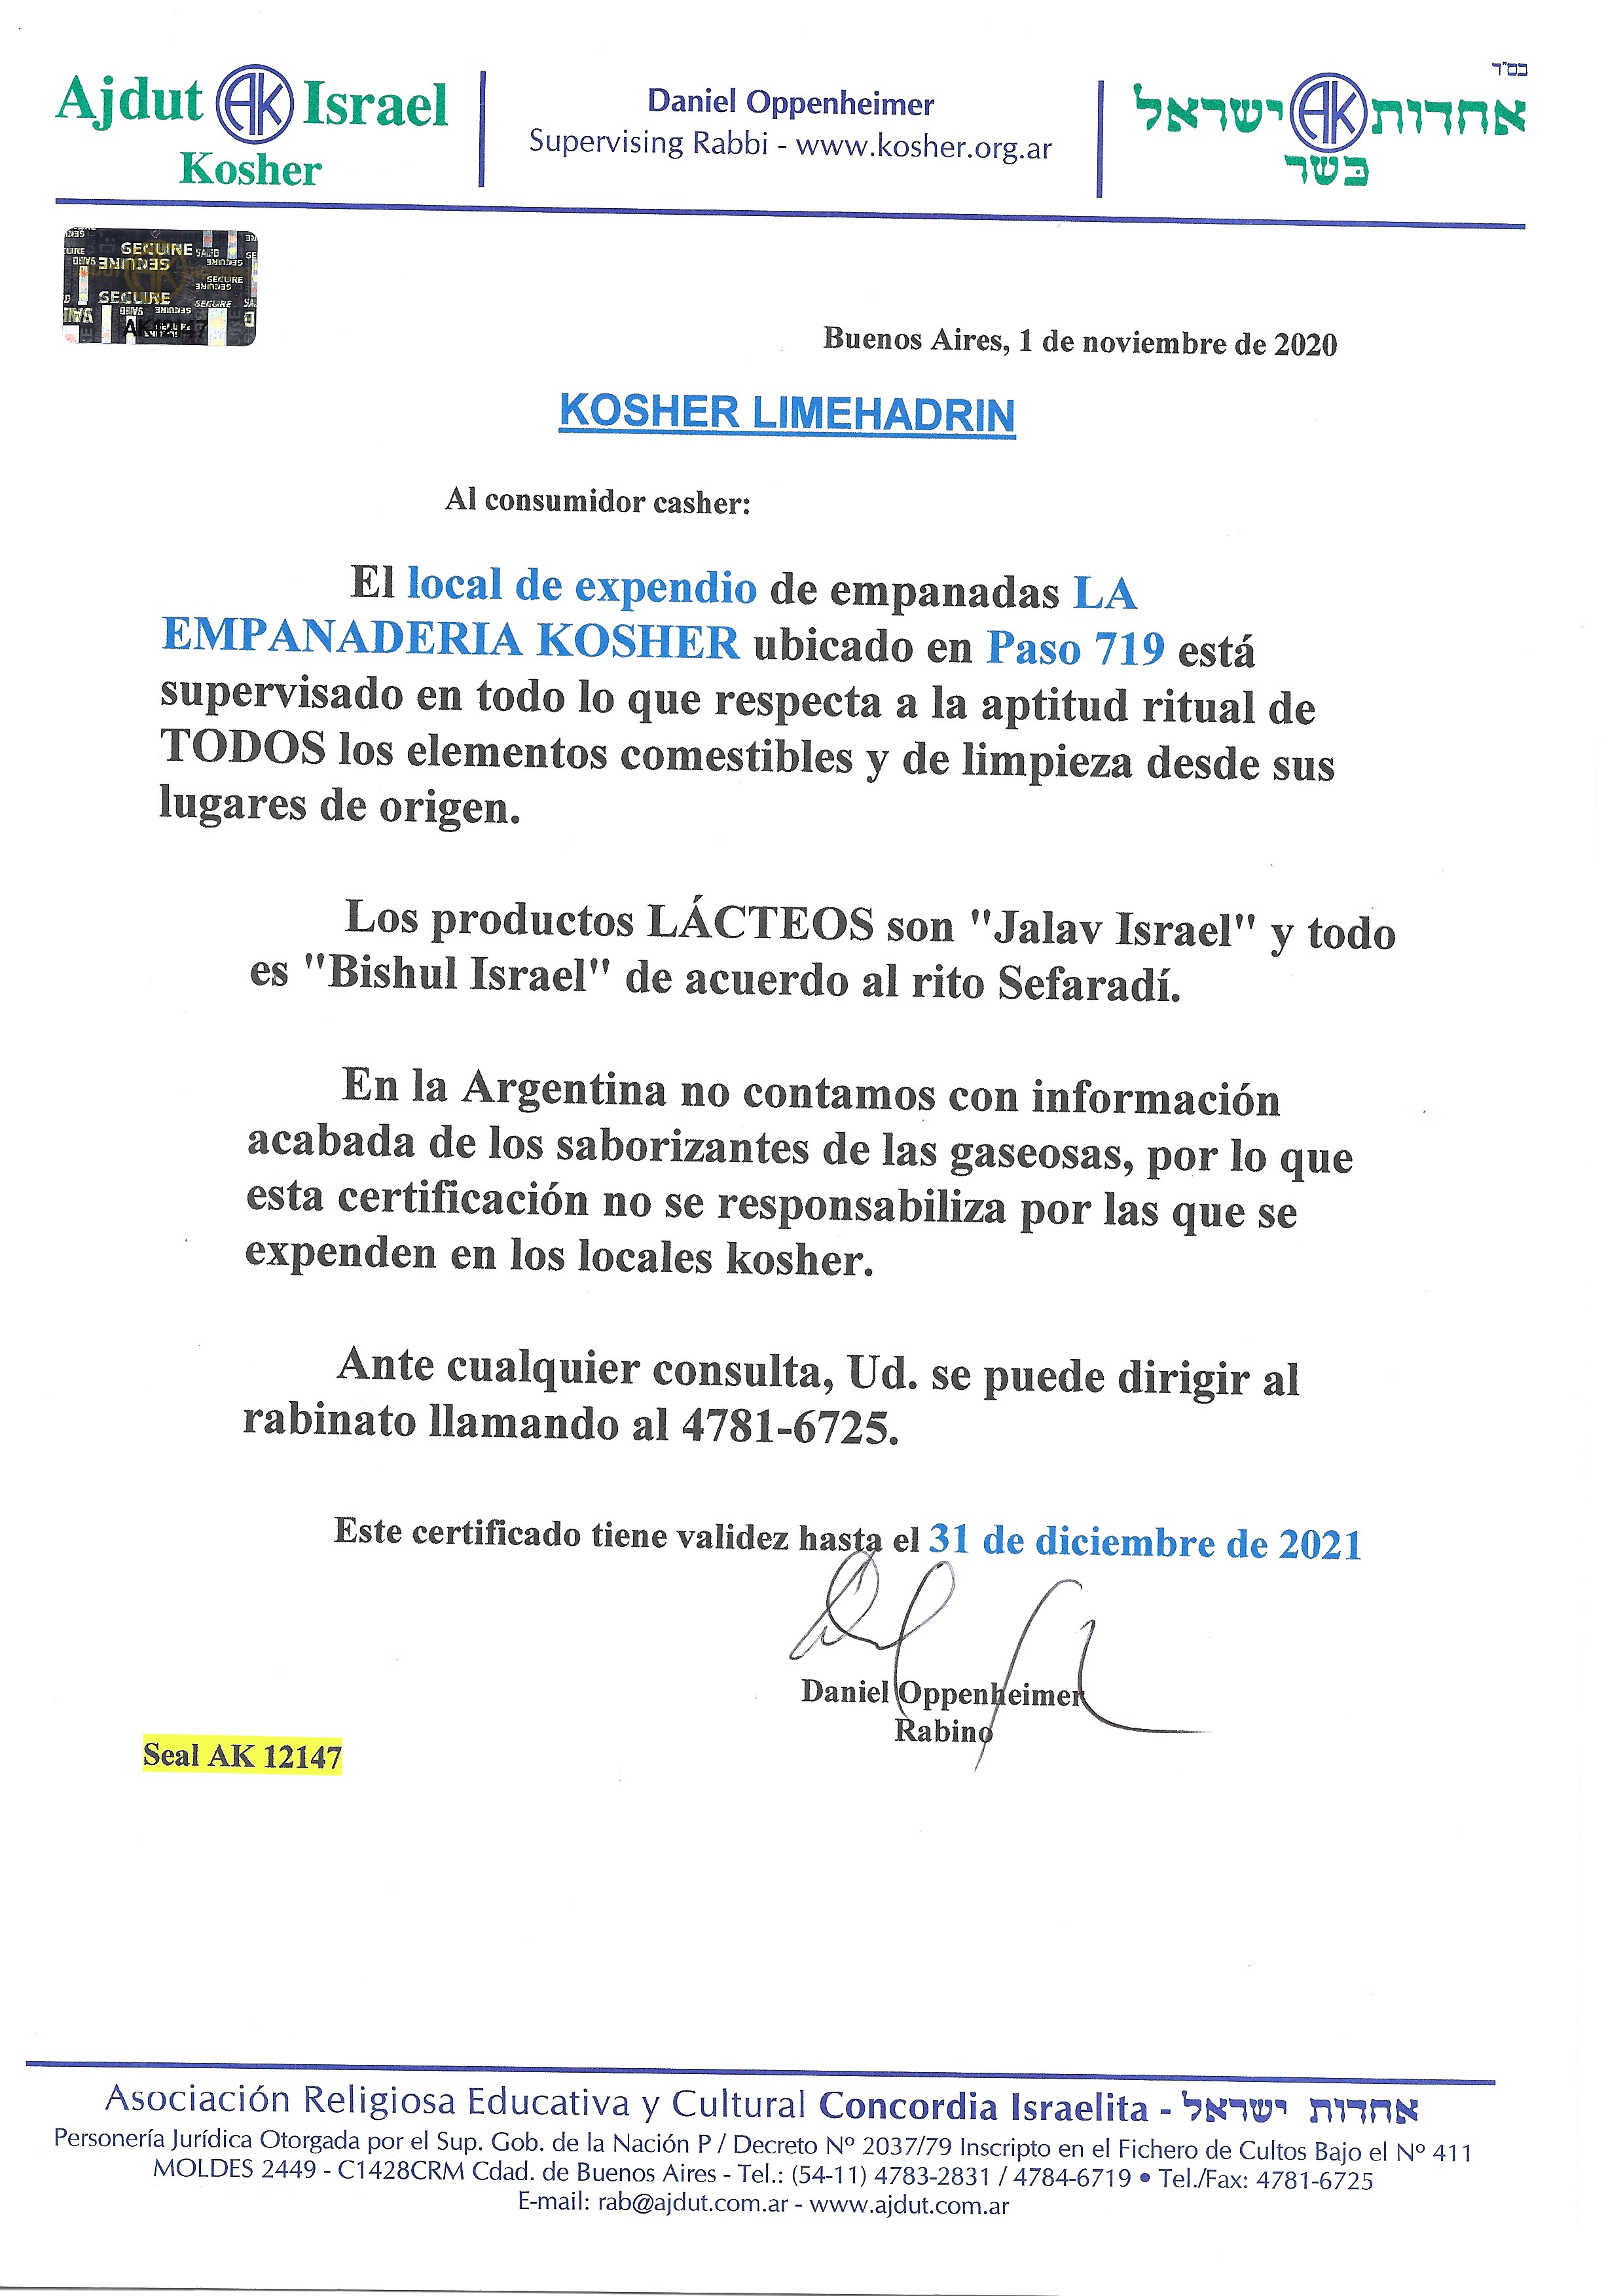 בס"ד
Ajdut AK Israel
Kosher
Daniel Oppenheimer
Supervising Rabbi - www.kosher.org.ar
אחדות AK ישראל
כשר
SECURE
SECURE
SECURE
Buenos Aires, 1 de noviembre de 2020
KOSHER LIMEHADRIN
Al consumidor casher:
El local de expendio de empanadas LA
EMPANADERIA KOSHER ubicado en Paso 719 está
supervisado en todo lo que respecta a la aptitud ritual de
TODOS los elementos comestibles y de limpieza desde sus
lugares de origen.
Los productos LÁCTEOS son "Jalav Israel" y todo
es "Bishul Israel" de acuerdo al rito Sefaradí.
En la Argentina no contamos con información
acabada de los saborizantes de las gaseosas, por lo que
esta certificación no se responsabiliza por las que se
expenden en los locales kosher.
Ante cualquier consulta, Ud. se puede dirigir al
rabinato llamando al 4781-6725.
Este certificado tiene validez hasta el 31 de diciembre de 2021
Daniel Oppenheimer
Rabino
Seal AK 12147
Asociación Religiosa Educativa y Cultural Concordia Israelita - אחדות ישראל
Personería Jurídica Otorgada por el Sup. Gob. de la Nación P / Decreto Nº 2037/79 Inscripto en el Fichero de Cultos Bajo el Nº 411
MOLDES 2449 - C1428CRM Cdad. de Buenos Aires - Tel.: (54-11) 4783-2831 / 4784-6719 • Tel./Fax: 4781-6725
E-mail: rab@ajdut.com.ar - www.ajdut.com.ar